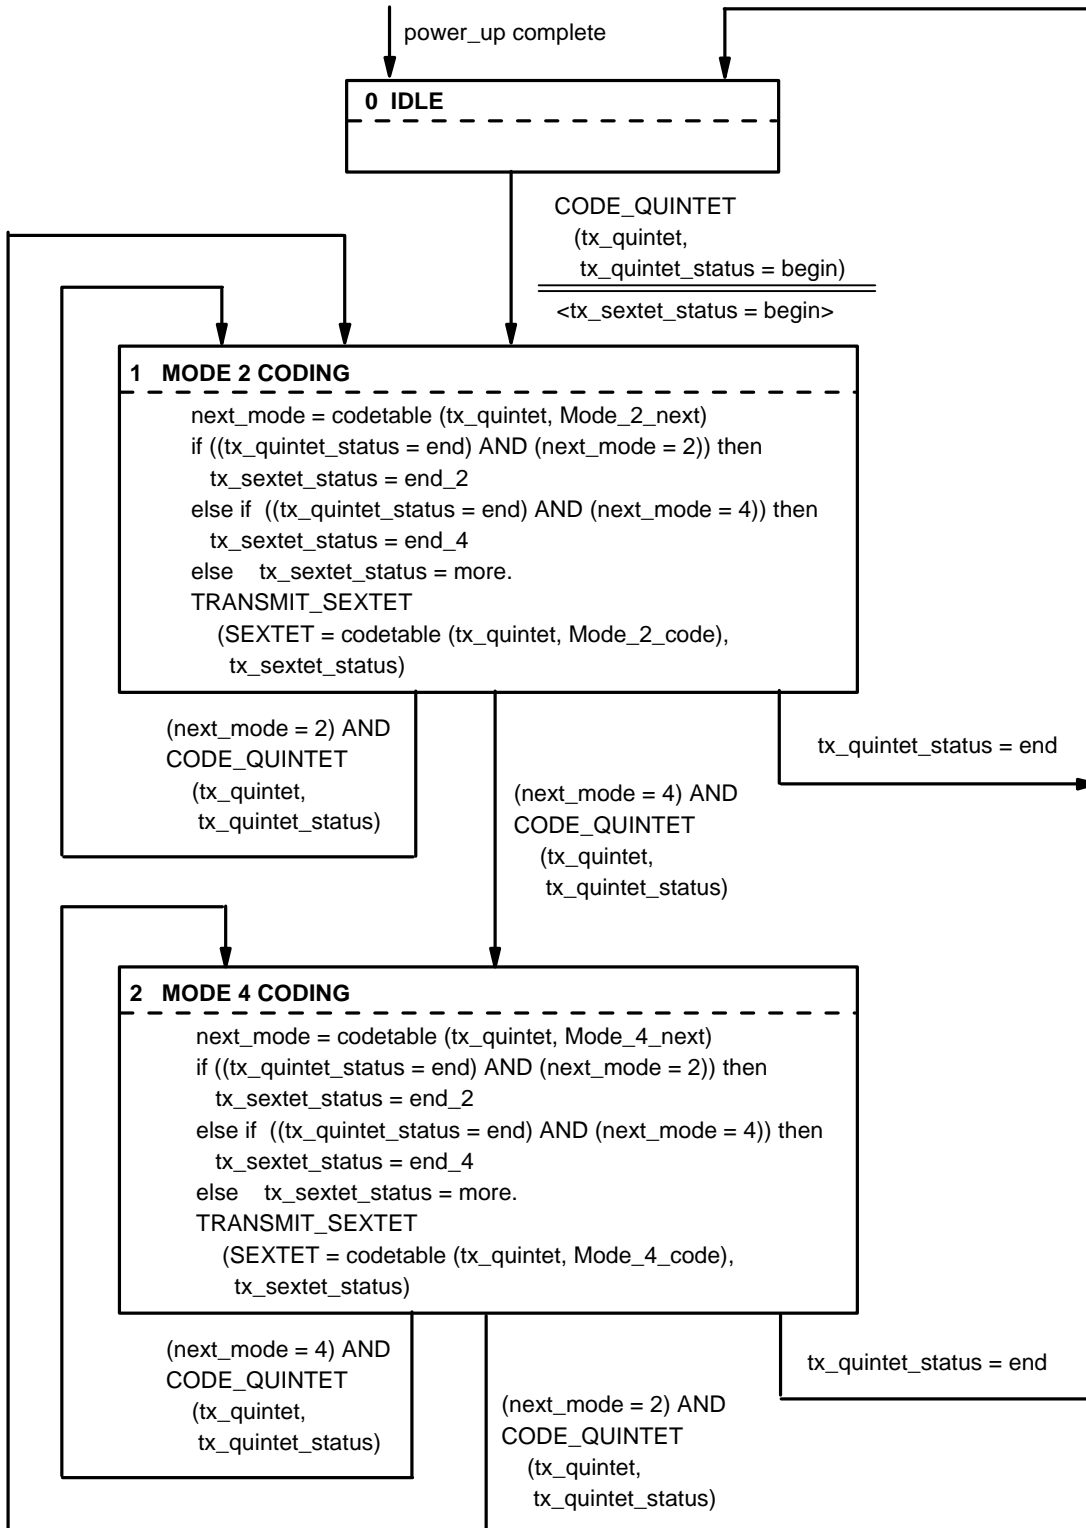 power_up complete
0 IDLE
CODE_QUINTET
(tx_quintet,
tx_quintet_status = begin)
<tx_sextet_status = begin>
1 MODE 2 CODING
next_mode = codetable (tx_quintet, Mode_2_next)
if ((tx_quintet_status = end) AND (next_mode = 2)) then
tx_sextet_status = end_2
else if ((tx_quintet_status = end) AND (next_mode = 4)) then
tx_sextet_status = end_4
else tx_sextet_status = more.
TRANSMIT_SEXTET
(SEXTET = codetable (tx_quintet, Mode_2_code),
tx_sextet_status)
(next_mode = 2) AND
CODE_QUINTET
(tx_quintet,
tx_quintet_status)
(next_mode = 4) AND
CODE_QUINTET
(tx_quintet,
tx_quintet_status)
tx_quintet_status = end
2 MODE 4 CODING
next_mode = codetable (tx_quintet, Mode_4_next)
if ((tx_quintet_status = end) AND (next_mode = 2)) then
tx_sextet_status = end_2
else if ((tx_quintet_status = end) AND (next_mode = 4)) then
tx_sextet_status = end_4
else tx_sextet_status = more.
TRANSMIT_SEXTET
(SEXTET = codetable (tx_quintet, Mode_4_code),
tx_sextet_status)
(next_mode = 4) AND
CODE_QUINTET
(tx_quintet,
tx_quintet_status)
(next_mode = 2) AND
CODE_QUINTET
(tx_quintet,
tx_quintet_status)
tx_quintet_status = end